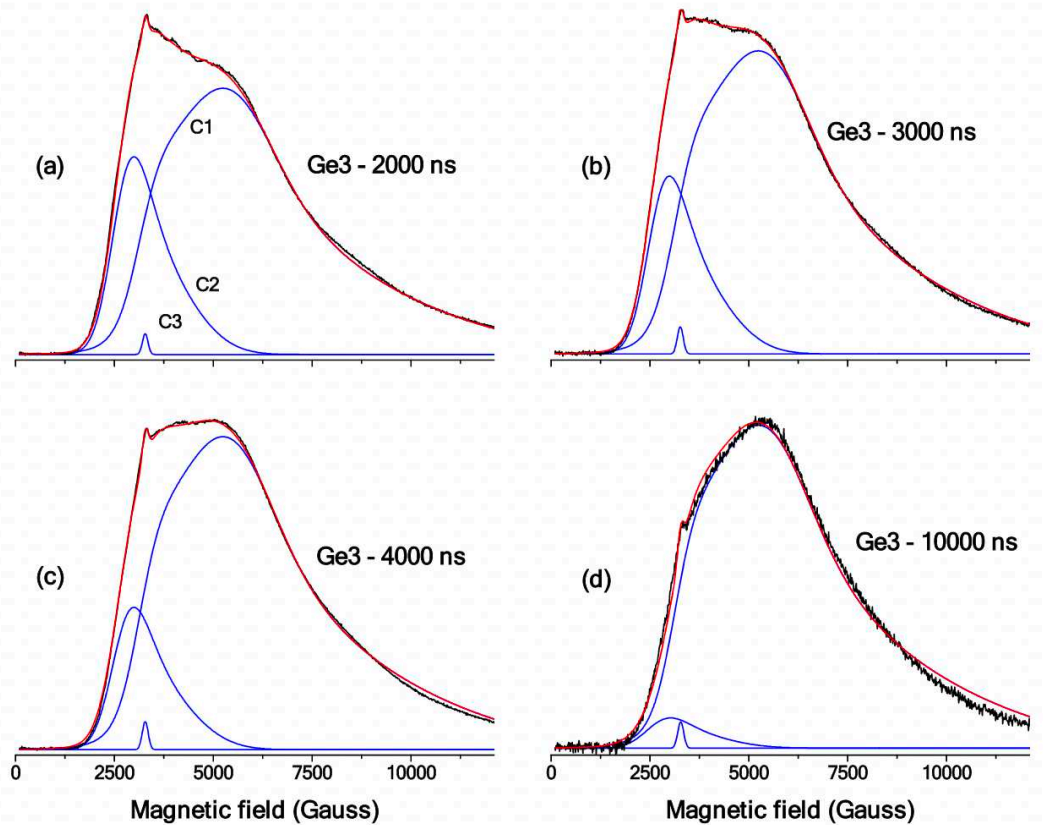 (a)
C1
Ge3 - 2000 ns
C2
C3
(b)
Ge3 - 3000 ns
(c)
Ge3 - 4000 ns
0 2500 5000 7500 10000
Magnetic field (Gauss)
(d)
Ge3 - 10000 ns
0 2500 5000 7500 10000
Magnetic field (Gauss)